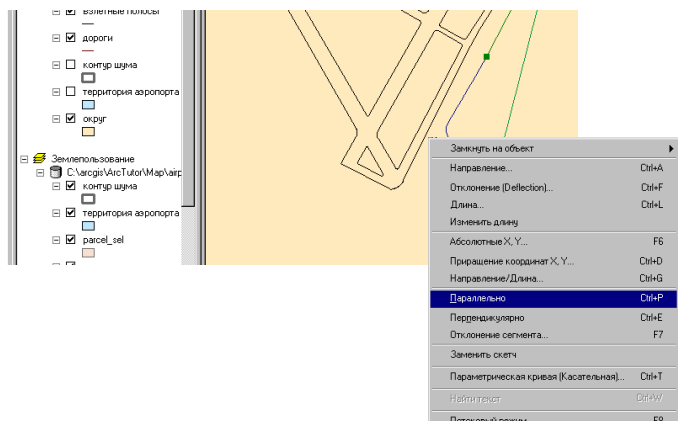 взлетные полосы
дороги
контур шума
территория аэропорта
округ
Землепользование
C:\arcgis\ArcTutor\Map\airp
контур шума
территория аэропорта
parcel_sel
Замкнуть на объект
Направление... Ctrl+A
Отклонение (Deflection)... Ctrl+F
Длина... Ctrl+L
Изменить длину
Абсолютные X, Y... F6
Приращение координат X, Y... Ctrl+D
Направление/Длина... Ctrl+G
Параллельно Ctrl+P
Перпендикулярно Ctrl+E
Отклонение сегмента... F7
Заменить скетч
Параметрическая кривая (Касательная)... Ctrl+T
Найти текст Ctrl+W
Потоковый режим F8